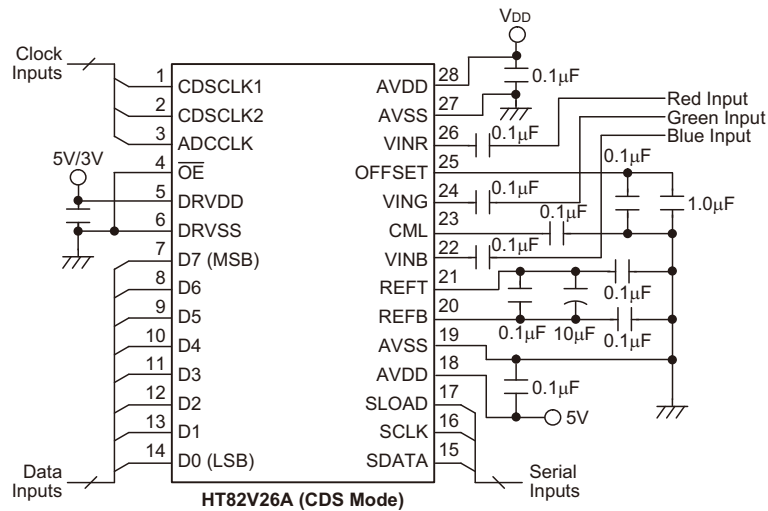 VDD
Clock
Inputs
1
CDSCLK1
28
AVDD
0.1µF
2
CDSCLK2
27
AVSS
Red Input
3
ADCCLK
26
VINR
0.1µF
Green Input
Blue Input
5V/3V
4
OE
25
OFFSET
0.1µF
5
DRVDD
24
VING
0.1µF
1.0µF
6
DRVSS
23
CML
0.1µF
7
D7 (MSB)
22
VINB
0.1µF
8
D6
21
REFT
0.1µF
9
D5
20
REFB
0.1µF
10µF
0.1µF
10
D4
19
AVSS
11
D3
18
AVDD
0.1µF
12
D2
17
SLOAD
5V
13
D1
16
SCLK
14
D0 (LSB)
15
SDATA
Data
Inputs
Serial
Inputs
HT82V26A (CDS Mode)